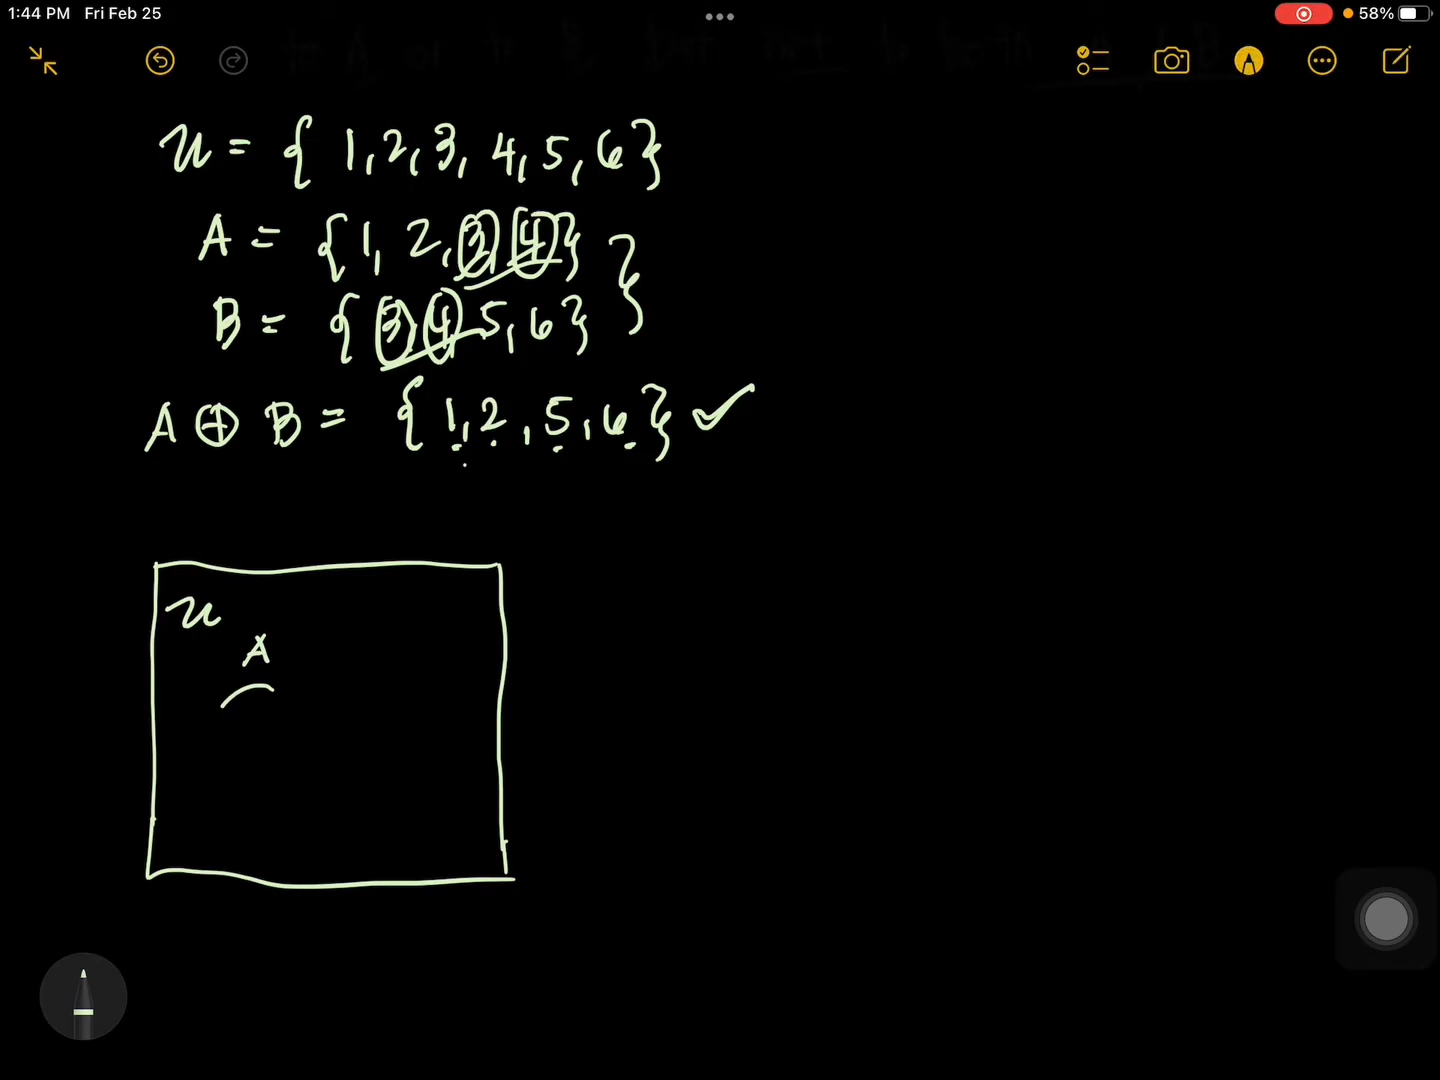 1:44 PM Fri Feb 25 58%
U = { 1, 2, 3, 4, 5, 6 }
A = { 1, 2, 3, 4 } }
B = { 3, 4, 5, 6 }
A ⊕ B = { 1, 2, 5, 6 } ✓
U
A